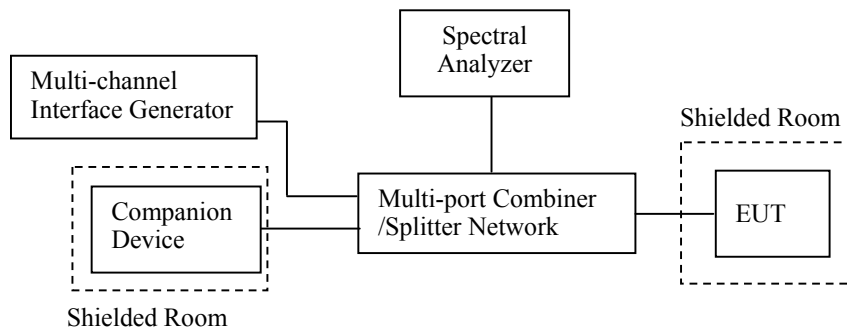 Spectral
Analyzer
Multi-channel
Interface Generator
Shielded Room
Companion
Device
Multi-port Combiner
/Splitter Network
EUT
Shielded Room